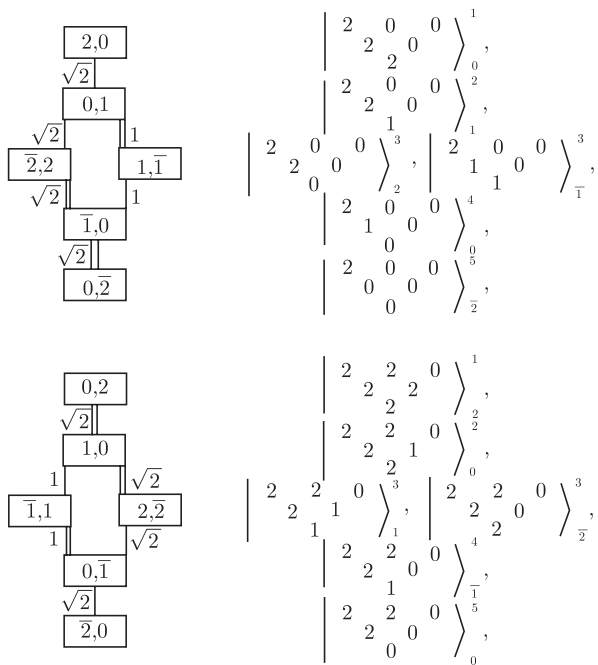 2,0
√2
0,1
√2 1
2̅,2 1,1̅
√2 1
1̅,0
√2
0,2̅
| 2 0 0 ⟩ 1
2 0 ,
2 0
| 2 0 0 ⟩ 2
2 0 ,
1 1
| 2 0 0 ⟩ 3 | 2 0 0 ⟩ 3
2 0 , 1 0 ,
0 2 1 1̅
| 2 0 0 ⟩ 4
1 0 ,
0 0
| 2 0 0 ⟩ 5
0 0 ,
0 2̅
0,2
√2
1,0
1 √2
1̅,1 2,2̅
1 √2
0,1̅
√2
2̅,0
| 2 2 0 ⟩ 1
2 2 ,
2 2
| 2 2 0 ⟩ 2
2 1 ,
2 0
| 2 2 0 ⟩ 3 | 2 2 0 ⟩ 3
2 1 , 2 0 ,
1 1 2 2̅
| 2 2 0 ⟩ 4
2 0 ,
1 1̅
| 2 2 0 ⟩ 5
2 0 ,
0 0